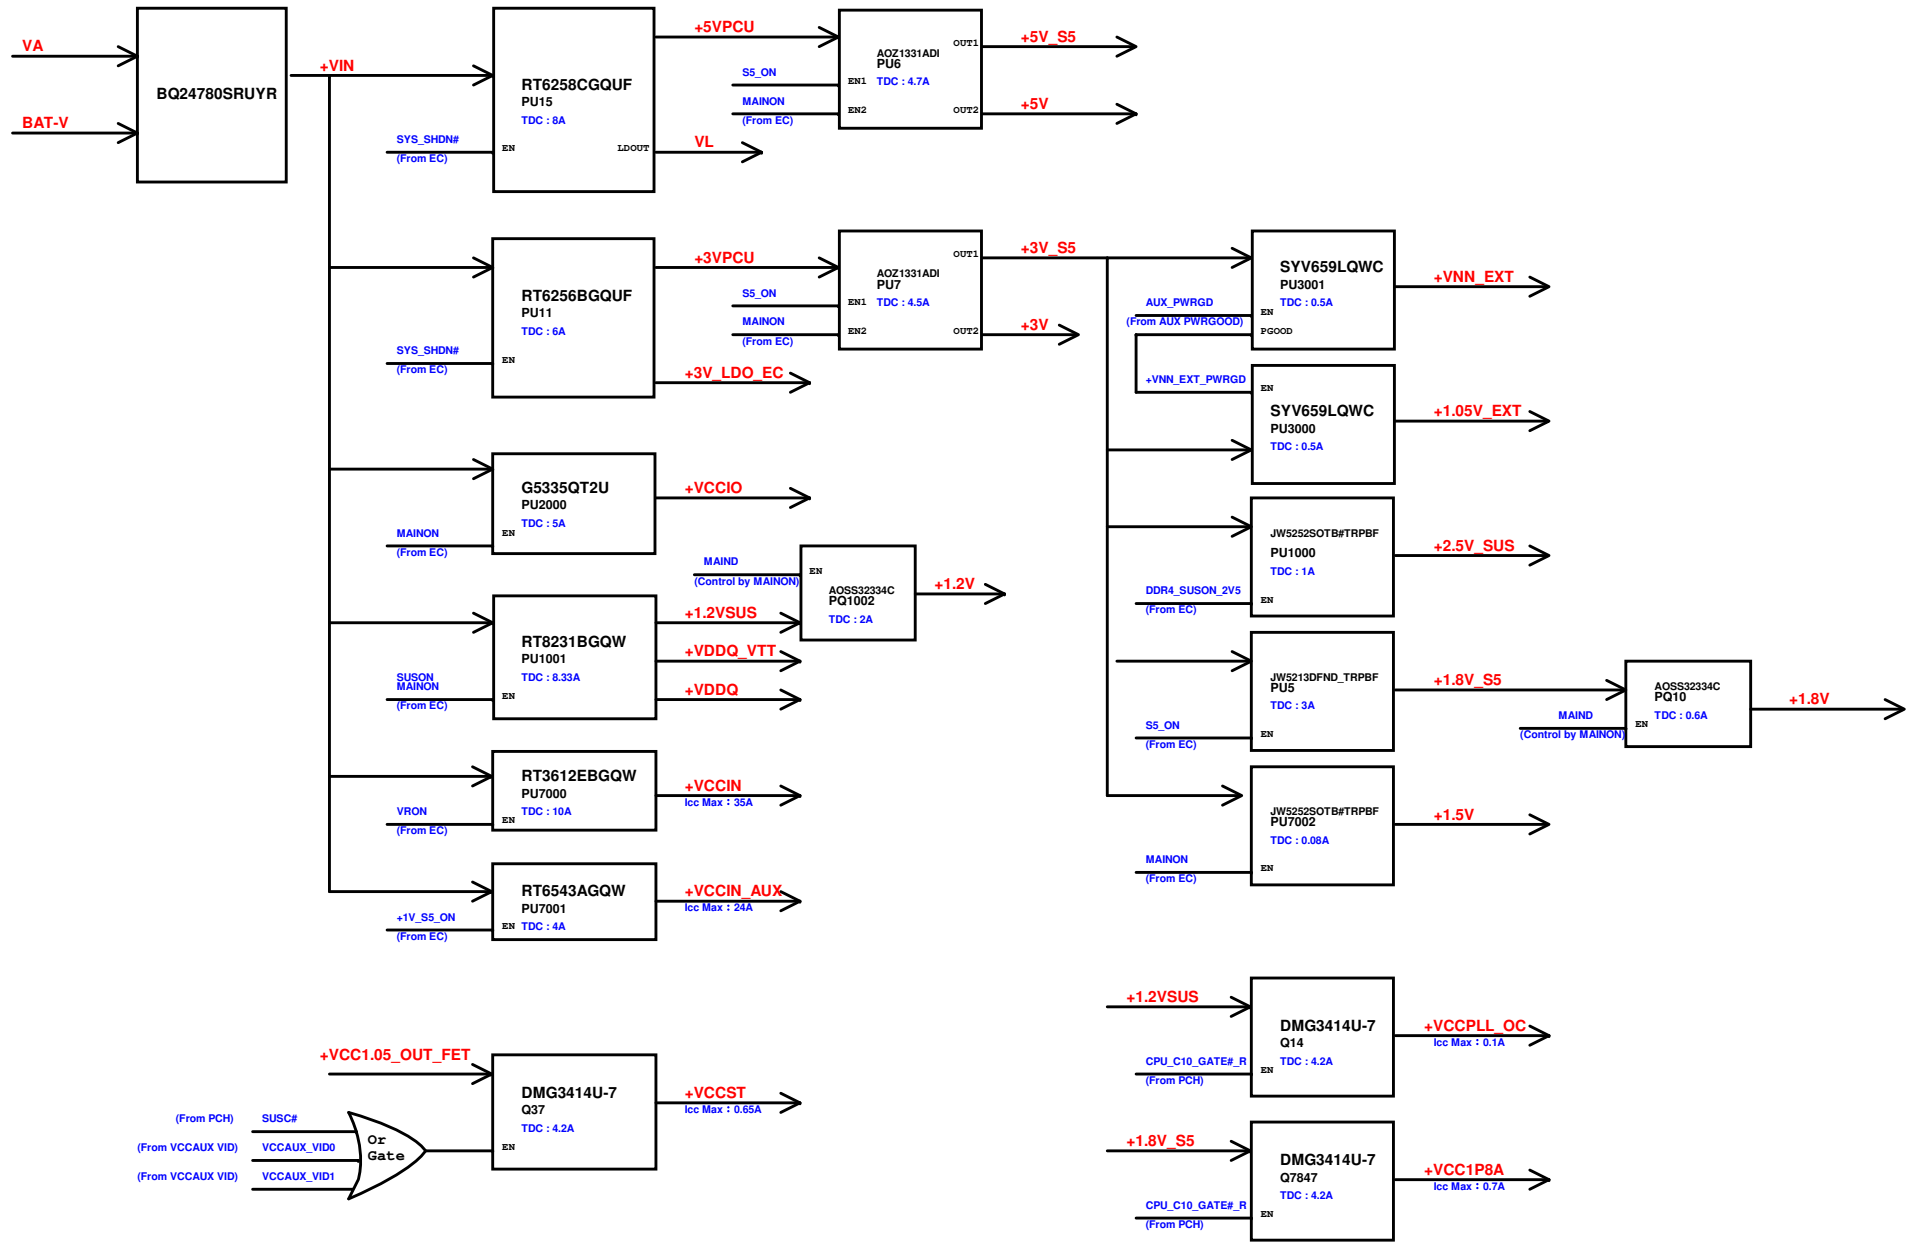 VA
BAT-V
BQ24780SRUYR
+VIN
RT6258CGQUF
PU15
TDC : 8A
SYS_SHDN#
(From EC)
EN
LDOUT
+5VPCU
VL
S5_ON
MAINON
(From EC)
AOZ1331ADI
PU6
TDC : 4.7A
EN1
EN2
OUT1
OUT2
+5V_S5
+5V
RT6256BGQUF
PU11
TDC : 6A
SYS_SHDN#
(From EC)
EN
+3VPCU
+3V_LDO_EC
S5_ON
MAINON
(From EC)
AOZ1331ADI
PU7
TDC : 4.5A
EN1
EN2
OUT1
OUT2
+3V_S5
+3V
SYV659LQWC
PU3001
TDC : 0.5A
AUX_PWRGD
(From AUX PWRGOOD)
EN
PGOOD
+VNN_EXT
+VNN_EXT_PWRGD
EN
SYV659LQWC
PU3000
TDC : 0.5A
+1.05V_EXT
G5335QT2U
PU2000
TDC : 5A
MAINON
(From EC)
EN
+VCCIO
MAIND
(Control by MAINON)
EN
AOSS32334C
PQ1002
TDC : 2A
+1.2V
JW5252SOTB#TRPBF
PU1000
TDC : 1A
DDR4_SUSON_2V5
(From EC)
EN
+2.5V_SUS
RT8231BGQW
PU1001
TDC : 8.33A
SUSON
MAINON
(From EC)
EN
+1.2VSUS
+VDDQ_VTT
+VDDQ
JW5213DFND_TRPBF
PU5
TDC : 3A
S5_ON
(From EC)
EN
+1.8V_S5
MAIND
(Control by MAINON)
EN
AOSS32334C
PQ10
TDC : 0.6A
+1.8V
RT3612EBGQW
PU7000
TDC : 10A
VRON
(From EC)
EN
+VCCIN
Icc Max : 35A
JW5252SOTB#TRPBF
PU7002
TDC : 0.08A
MAINON
(From EC)
EN
+1.5V
RT6543AGQW
PU7001
TDC : 4A
+1V_S5_ON
(From EC)
EN
+VCCIN_AUX
Icc Max : 24A
+1.2VSUS
DMG3414U-7
Q14
TDC : 4.2A
CPU_C10_GATE#_R
(From PCH)
EN
+VCCPLL_OC
Icc Max : 0.1A
+VCC1.05_OUT_FET
DMG3414U-7
Q37
TDC : 4.2A
EN
+VCCST
Icc Max : 0.65A
(From PCH) SUSC#
(From VCCAUX VID) VCCAUX_VID0
(From VCCAUX VID) VCCAUX_VID1
Or
Gate
+1.8V_S5
DMG3414U-7
Q7847
TDC : 4.2A
CPU_C10_GATE#_R
(From PCH)
EN
+VCC1P8A
Icc Max : 0.7A